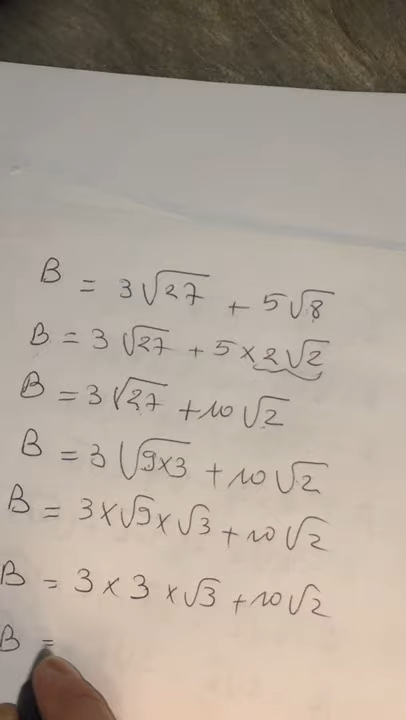 B = 3√27 + 5√8
B = 3√27 + 5×2√2
B = 3√27 + 10√2
B = 3√9×3 + 10√2
B = 3×√9×√3 + 10√2
B = 3×3×√3 + 10√2
B =